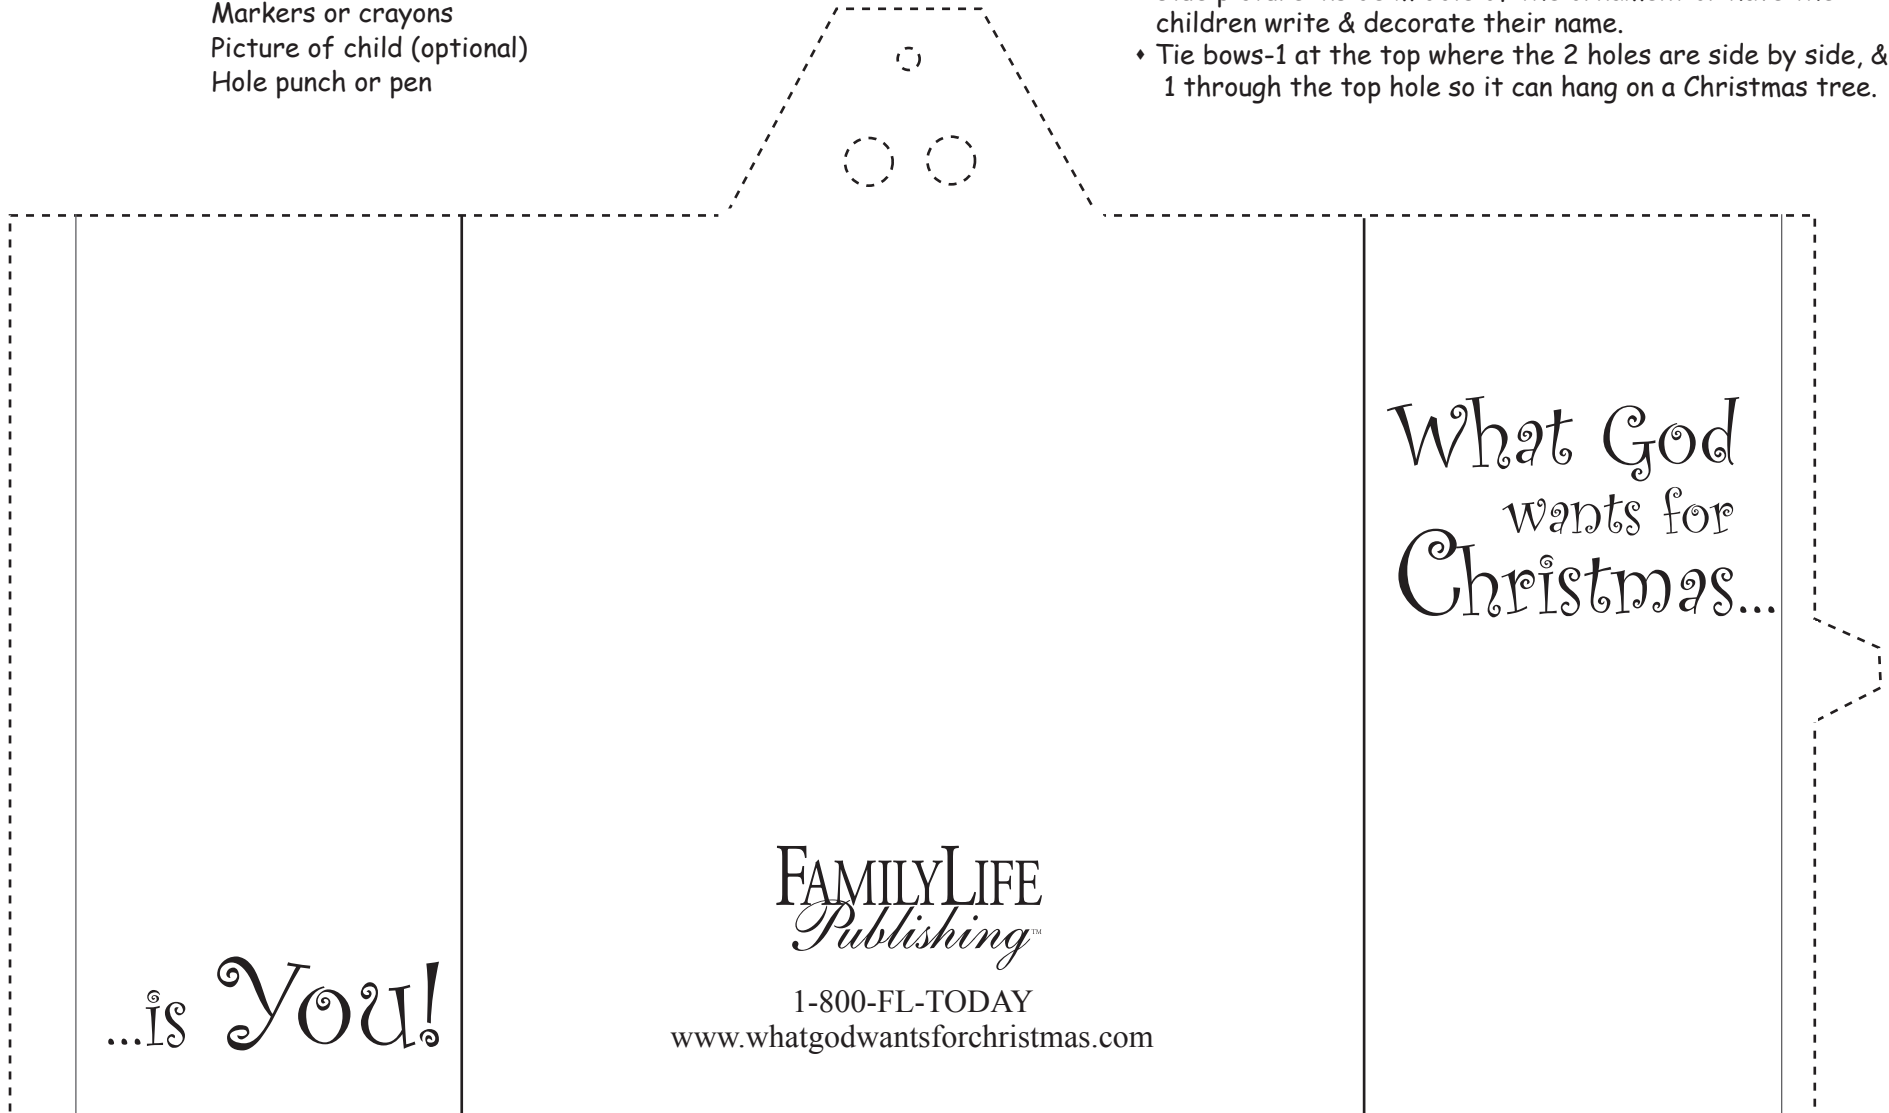 Markers or crayons
Picture of child (optional)
Hole punch or pen
children write & decorate their name.
♦ Tie bows-1 at the top where the 2 holes are side by side, &
1 through the top hole so it can hang on a Christmas tree.
What God
wants for
Christmas...
FAMILYLIFE
Publishing™
1-800-FL-TODAY
www.whatgodwantsforchristmas.com
...is You!